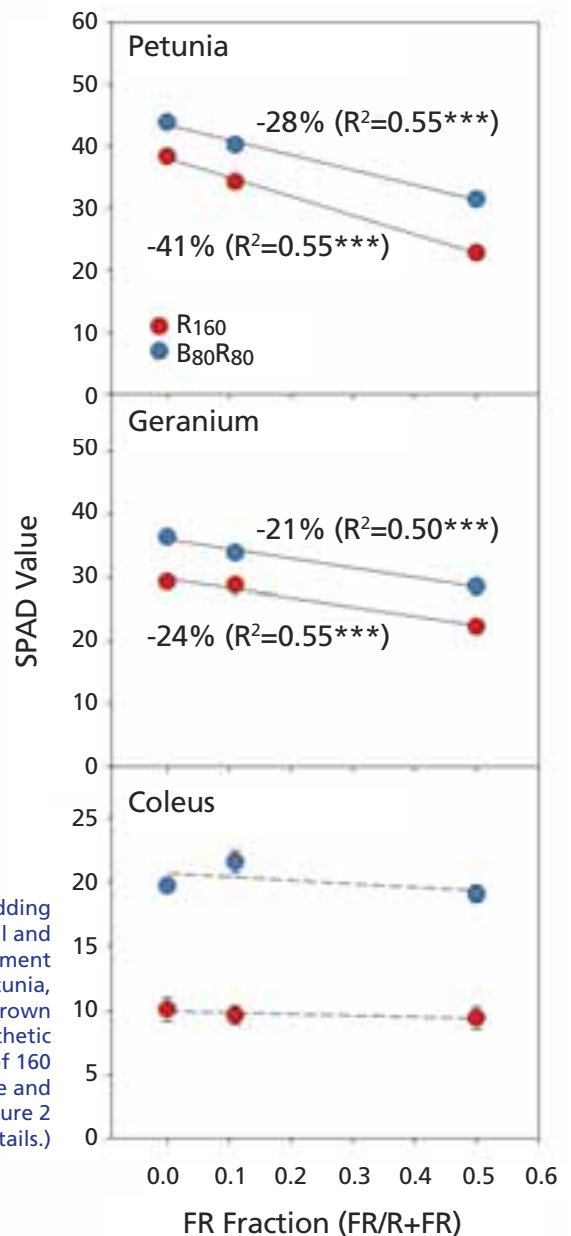 60
Petunia
50
-28% (R²=0.55***)
40
30
-41% (R²=0.55***)
20
R160
10
B80R80
0
Geranium
50
40
-21% (R²=0.50***)
30
20
-24% (R²=0.55***)
10
0
SPAD Value
Coleus
25
20
15
10
5
0
0.0 0.1 0.2 0.3 0.4 0.5 0.6
FR Fraction (FR/R+FR)
dding
l and
ment
tunia,
rown
thetic
of 160
e and
ure 2
tails.)